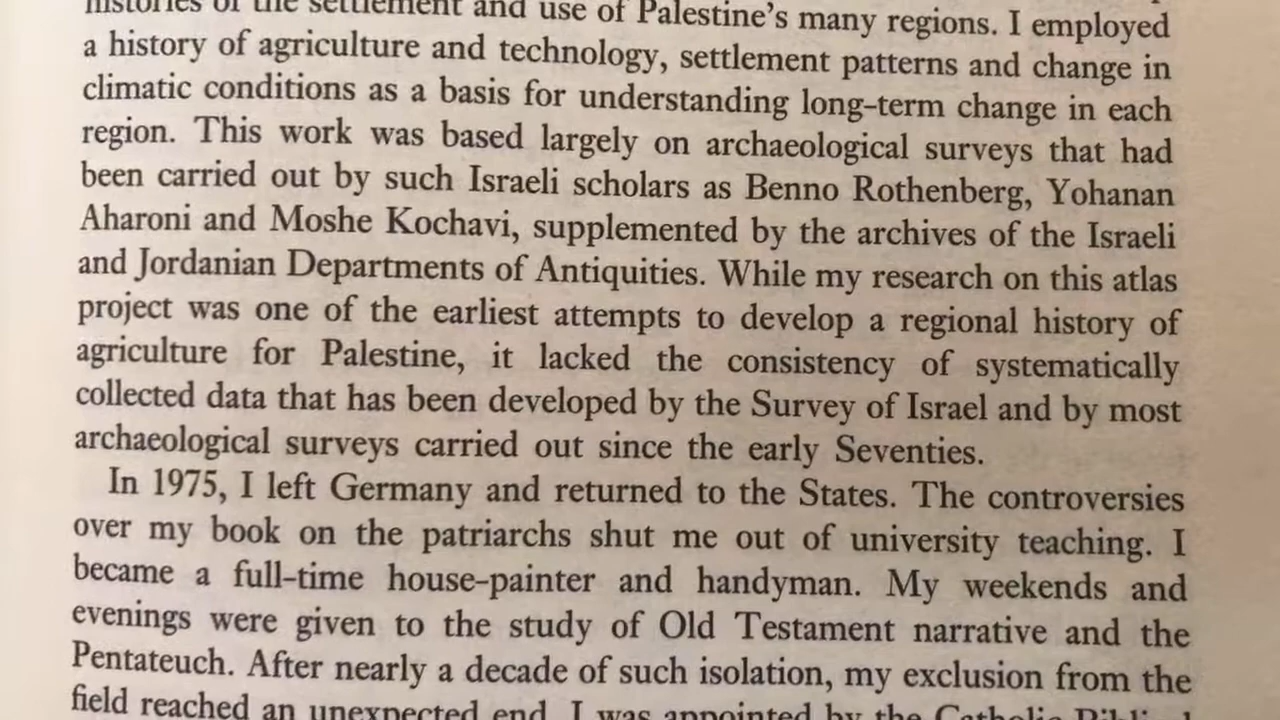 histories of the settlement and use of Palestine's many regions. I employed
a history of agriculture and technology, settlement patterns and change in
climatic conditions as a basis for understanding long-term change in each
region. This work was based largely on archaeological surveys that had
been carried out by such Israeli scholars as Benno Rothenberg, Yohanan
Aharoni and Moshe Kochavi, supplemented by the archives of the Israeli
and Jordanian Departments of Antiquities. While my research on this atlas
project was one of the earliest attempts to develop a regional history of
agriculture for Palestine, it lacked the consistency of systematically
collected data that has been developed by the Survey of Israel and by most
archaeological surveys carried out since the early Seventies.
In 1975, I left Germany and returned to the States. The controversies
over my book on the patriarchs shut me out of university teaching. I
became a full-time house-painter and handyman. My weekends and
evenings were given to the study of Old Testament narrative and the
Pentateuch. After nearly a decade of such isolation, my exclusion from the
field reached an unexpected end. I was appointed by the Catholic Biblical